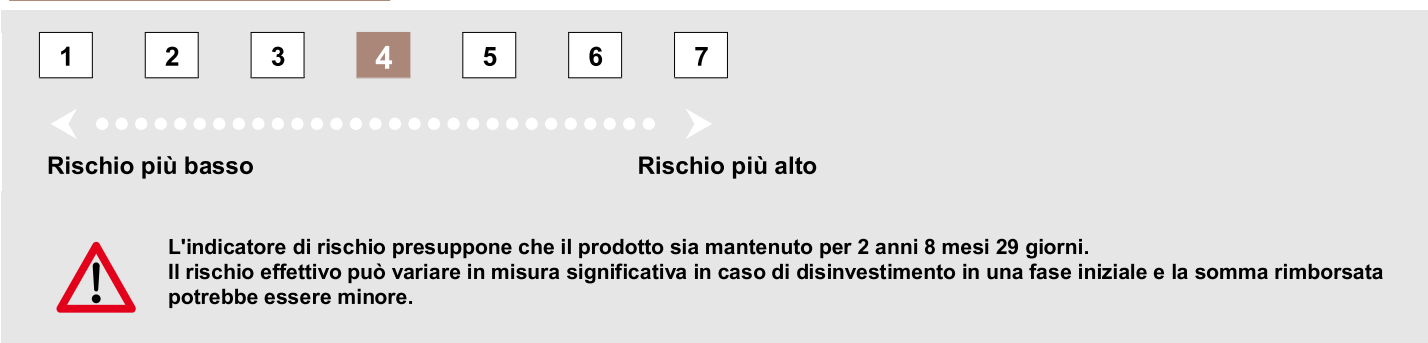 1 2 3 4 5 6 7
Rischio più basso Rischio più alto
L'indicatore di rischio presuppone che il prodotto sia mantenuto per 2 anni 8 mesi 29 giorni.
Il rischio effettivo può variare in misura significativa in caso di disinvestimento in una fase iniziale e la somma rimborsata
potrebbe essere minore.